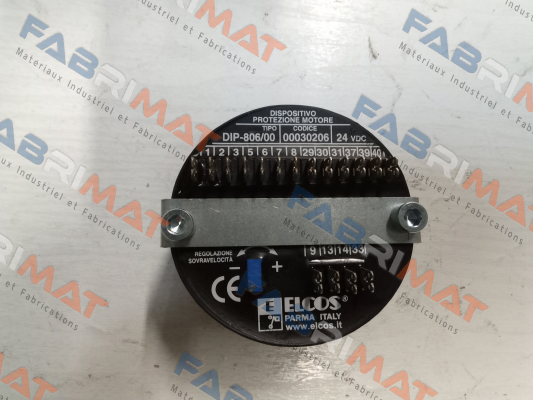 DISPOSITIVO
PROTEZIONE MOTORE
TIPO CODICE
DIP-806/00 00030206 24 VDC
1 2 3 5 6 7 8 29 30 31 37 39 40
9 13 14 33
REGOLAZIONE
SOVRAVELOCITÀ
- +
CE
E ELCOS®
PARMA ITALY
www.elcos.it
FABRIMAT
Materiaux Industriel et Fabrications